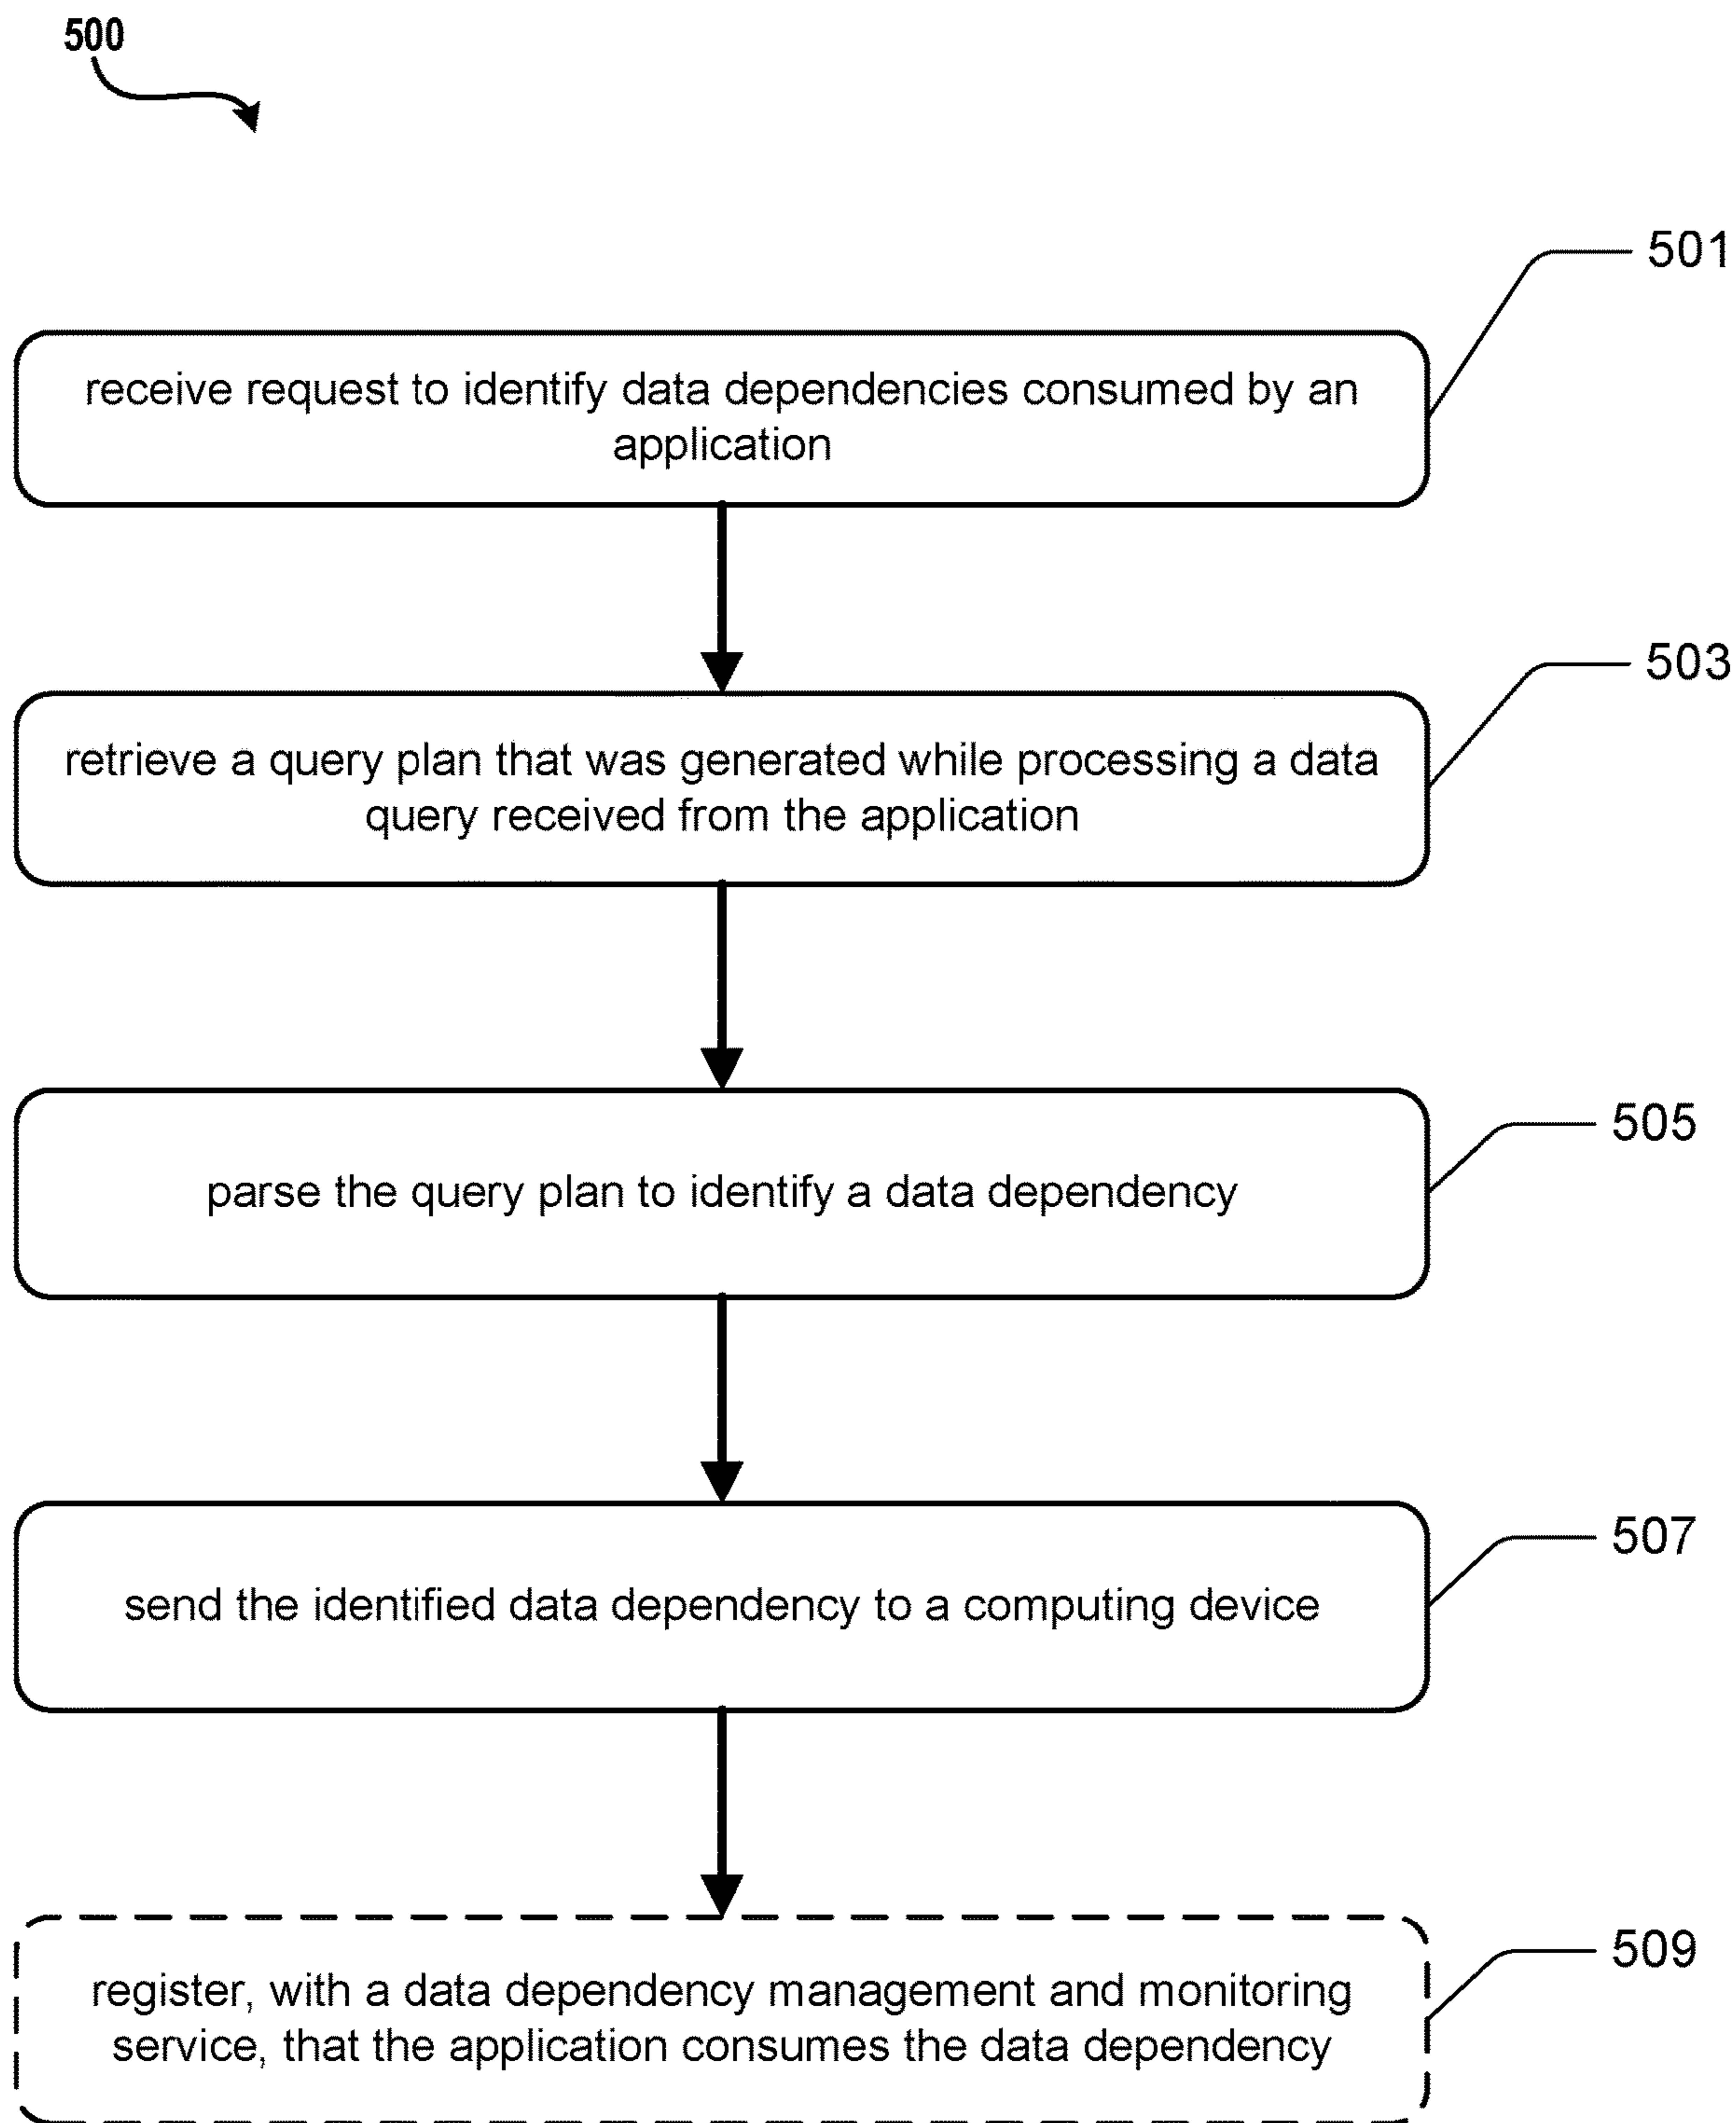 500
501
receive request to identify data dependencies consumed by an
application
503
retrieve a query plan that was generated while processing a data
query received from the application
505
parse the query plan to identify a data dependency
507
send the identified data dependency to a computing device
509
register, with a data dependency management and monitoring
service, that the application consumes the data dependency